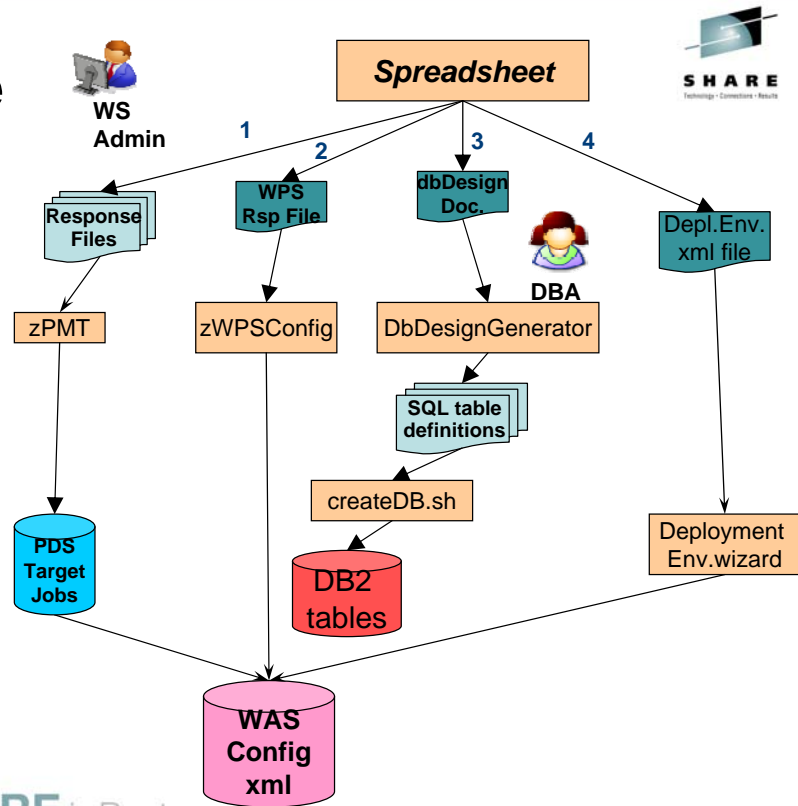 Spreadsheet
SHARE
Technology · Connections · Results
WS
Admin
1
2
3
4
Response
Files
WPS
Rsp File
dbDesign
Doc.
Depl.Env.
xml file
DBA
zPMT
zWPSConfig
DbDesignGenerator
SQL table
definitions
createDB.sh
PDS
Target
Jobs
DB2
tables
Deployment
Env.wizard
WAS
Config
xml